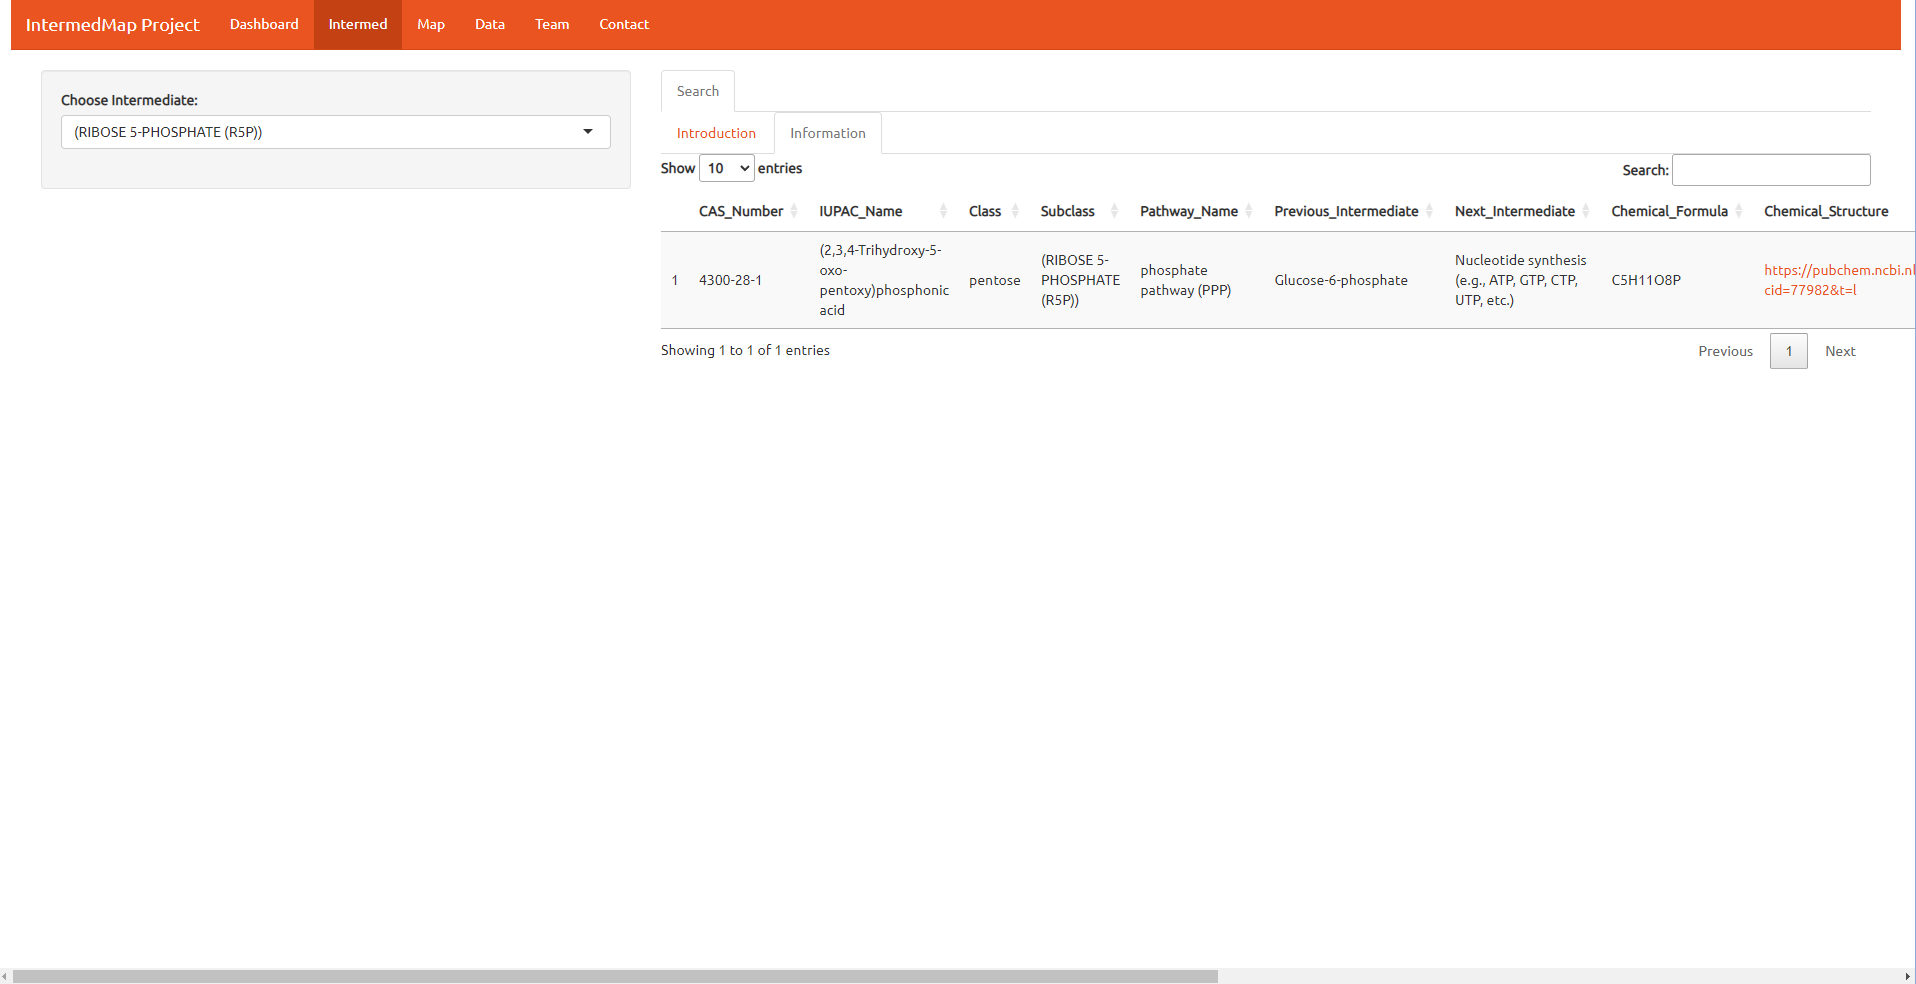 IntermedMap Project Dashboard Intermed Map Data Team Contact
Choose Intermediate:
(RIBOSE 5-PHOSPHATE (R5P))
Search
Introduction Information
Show 10 entries
Search:
CAS_Number IUPAC_Name Class Subclass Pathway_Name Previous_Intermediate Next_Intermediate Chemical_Formula Chemical_Structure
1
4300-28-1
(2,3,4-Trihydroxy-5-
oxo-
pentoxy)phosphonic
acid
pentose
(RIBOSE 5-
PHOSPHATE
(R5P))
phosphate
pathway (PPP)
Glucose-6-phosphate
Nucleotide synthesis
(e.g., ATP, GTP, CTP,
UTP, etc.)
C5H11O8P
https://pubchem.ncbi.nl
cid=77982&t=l
Showing 1 to 1 of 1 entries
Previous 1 Next